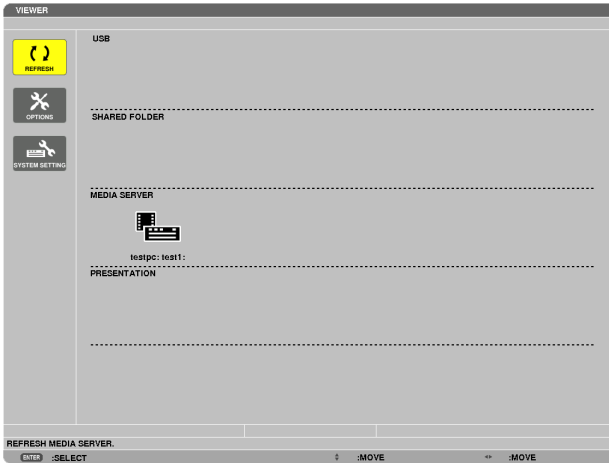 VIEWER
USB
REFRESH
OPTIONS
SHARED FOLDER
SYSTEM SETTING
MEDIA SERVER
testpc: test1:
PRESENTATION
REFRESH MEDIA SERVER.
ENTER :SELECT :MOVE :MOVE